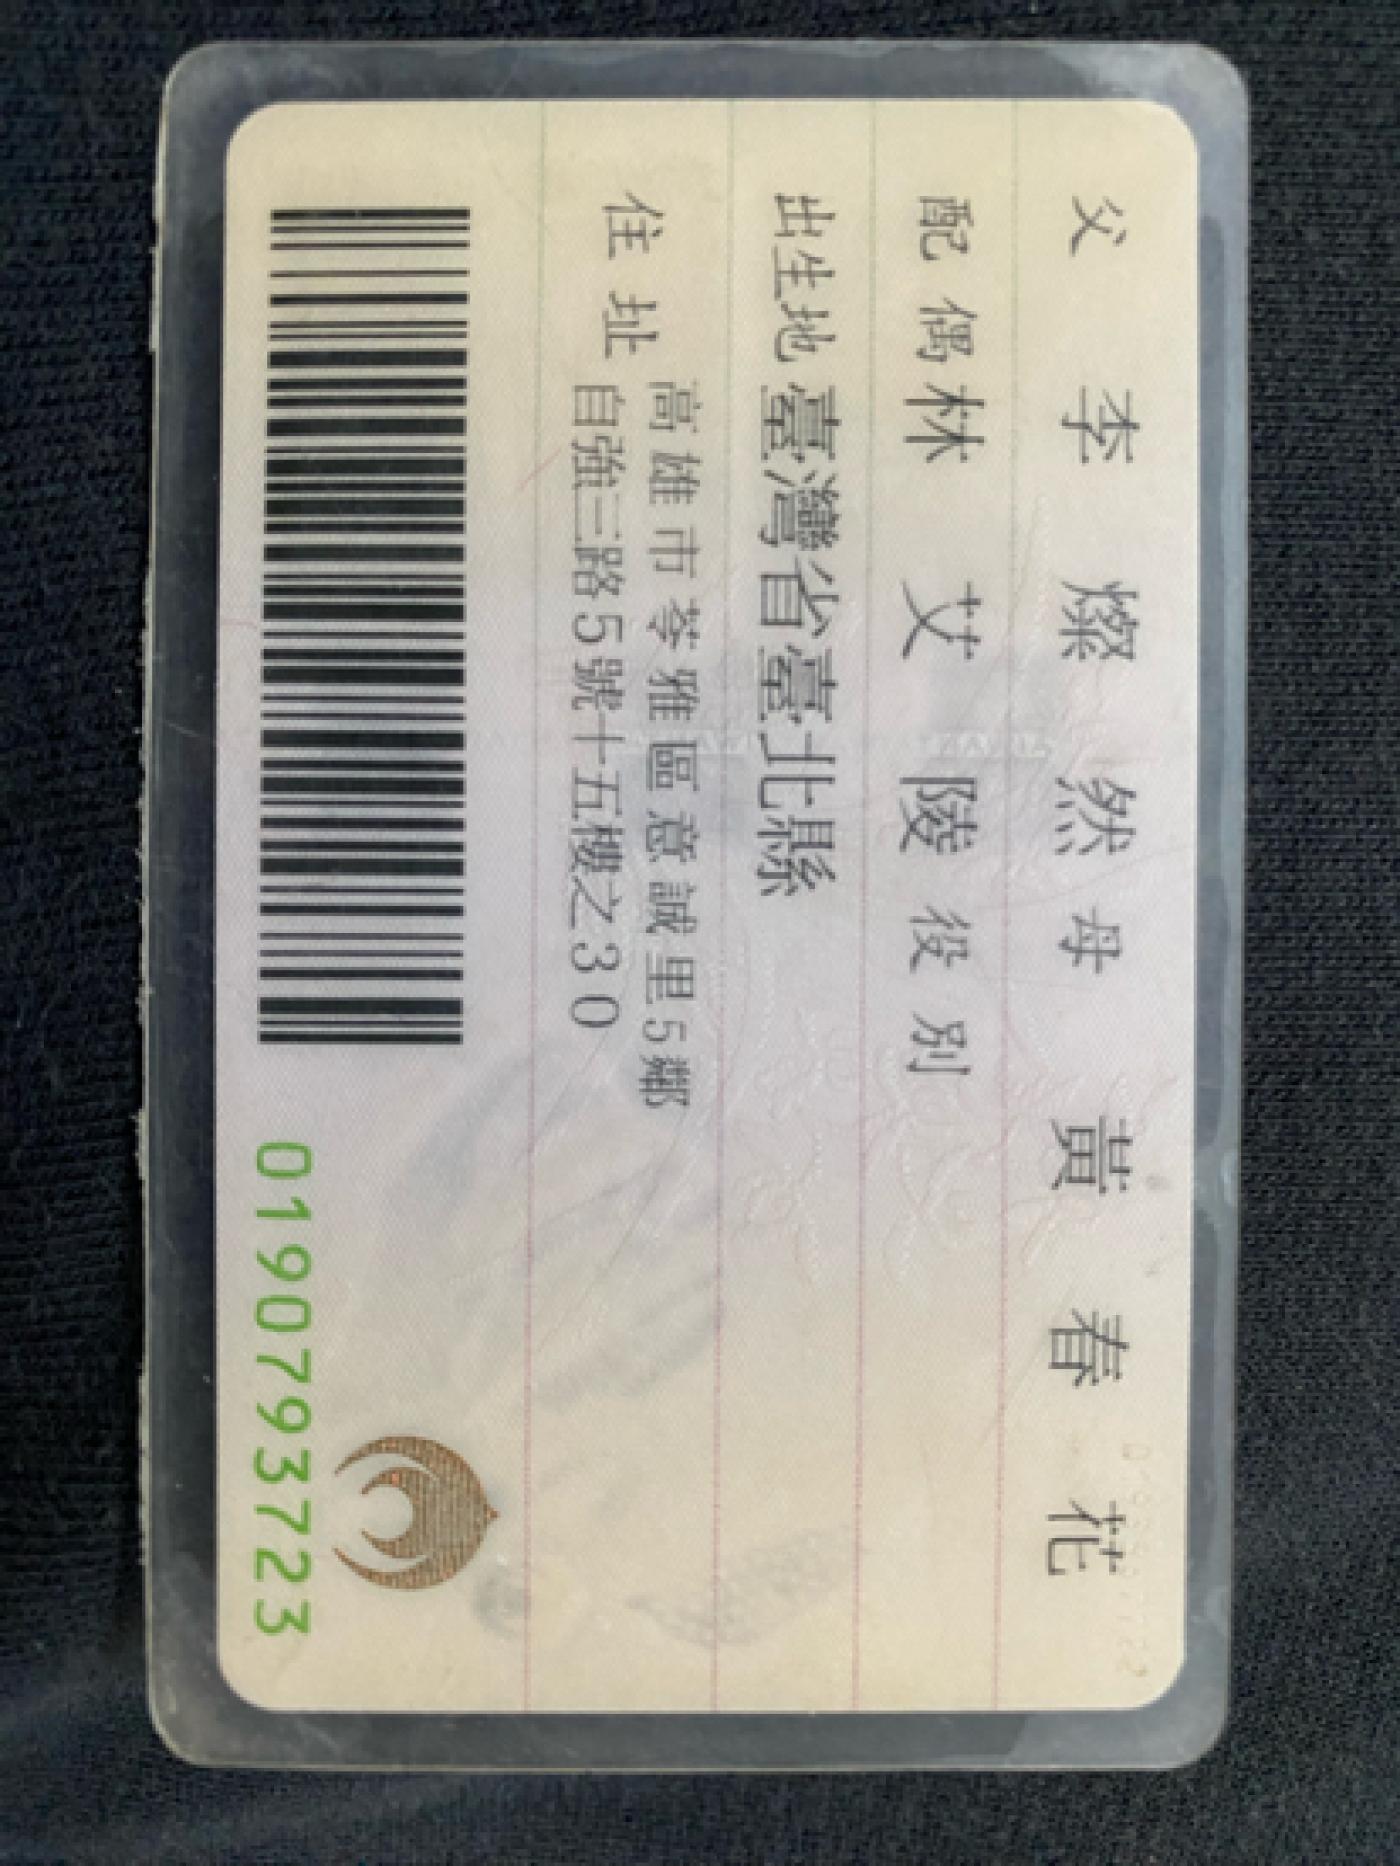 父 李燦然 母 黃春花
配偶 林艾陵 役別
出生地 臺灣省臺北縣
住址 高雄市苓雅區意誠里5鄰
自強三路5號十五樓之30
0190793723